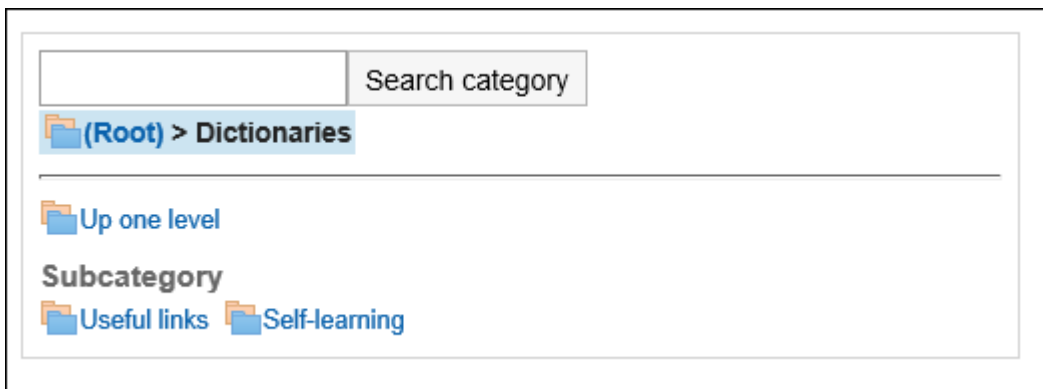 Search category
(Root) > Dictionaries
Up one level
Subcategory
Useful links Self-learning